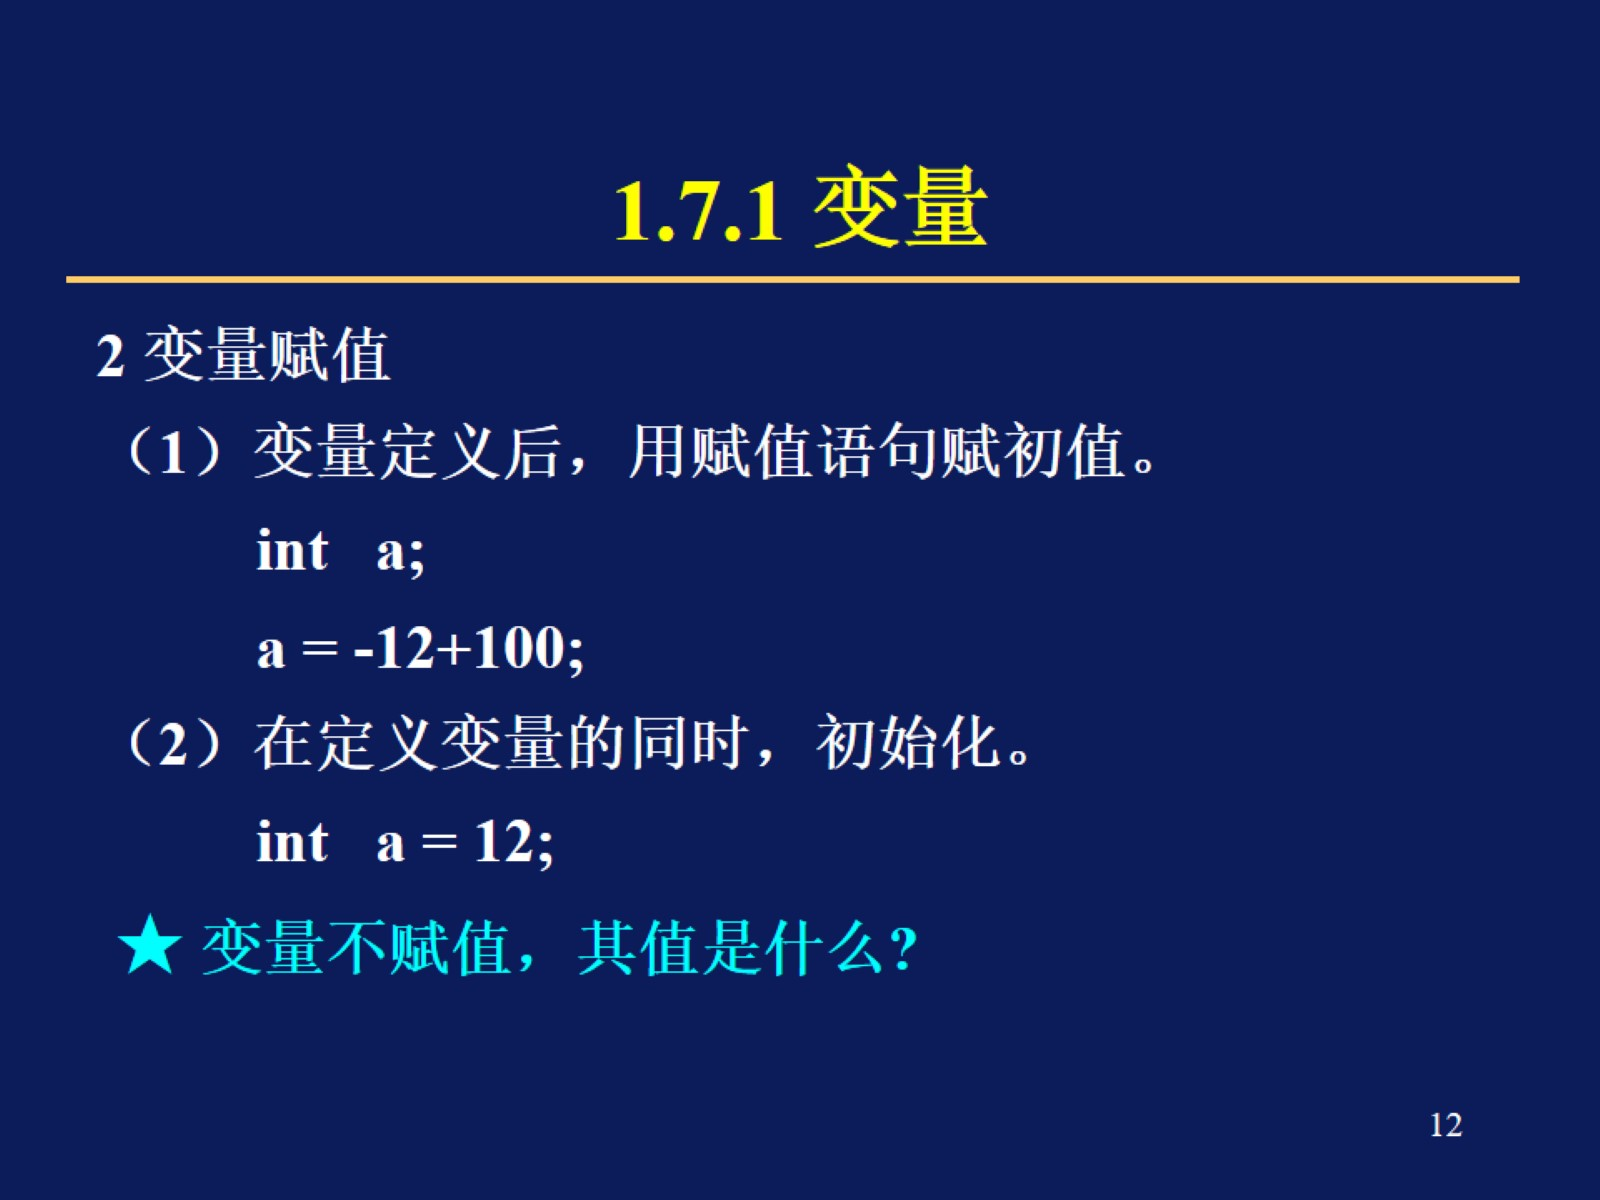 1.7.1 变量
2 变量赋值
（1）变量定义后，用赋值语句赋初值。
int   a;
a = -12+100;
（2）在定义变量的同时，初始化。
int   a = 12;
★ 变量不赋值，其值是什么?
12